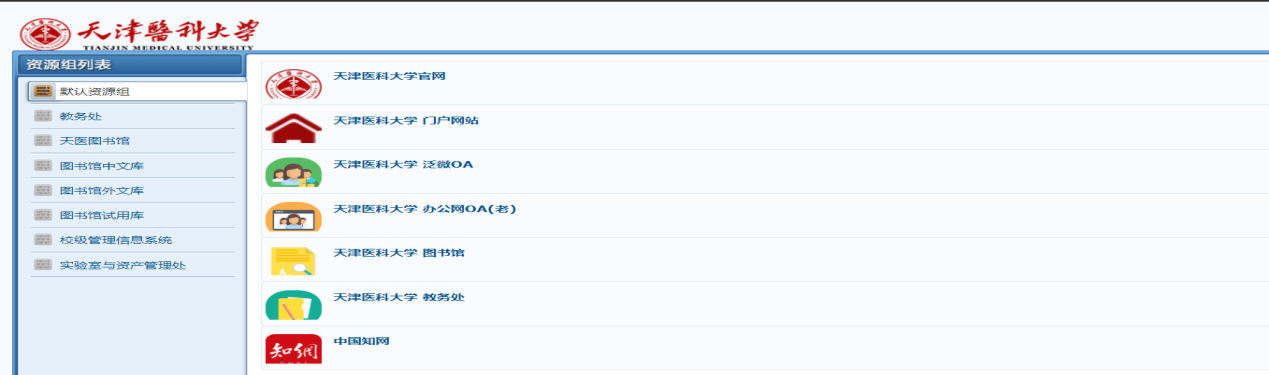 天津醫科大學
TIANJIN MEDICAL UNIVERSITY
资源组列表
默认资源组
教务处
天医图书馆
图书馆中文库
图书馆外文库
图书馆试用库
校级管理信息系统
实验室与资产管理处
天津医科大学官网
天津医科大学 门户网站
天津医科大学 泛微OA
天津医科大学 办公网OA(老)
天津医科大学 图书馆
天津医科大学 教务处
知网
中国知网